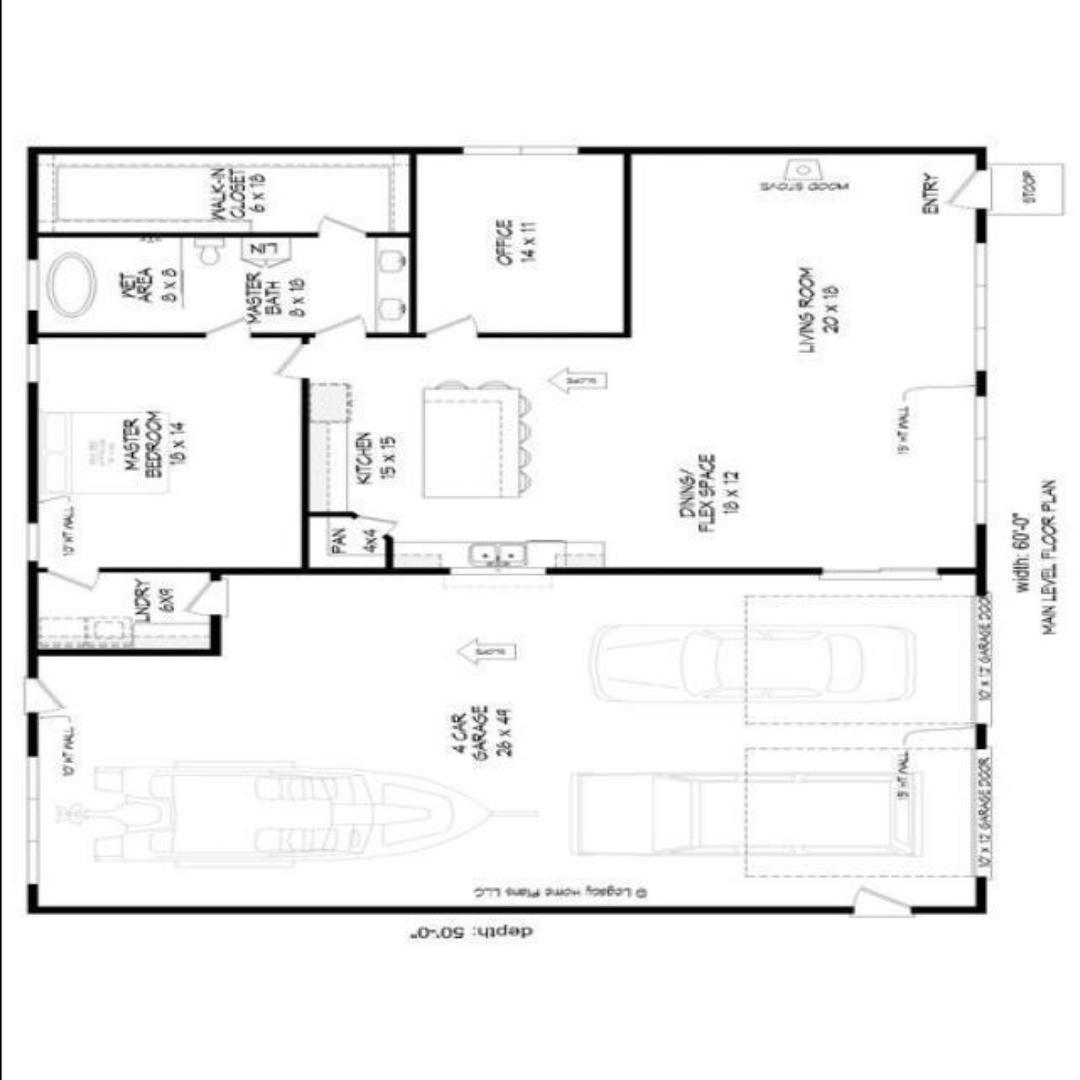 WALK-IN
CLOSET
6 x 18
WET
AREA
8 x 8
MASTER
BATH
8 x 18
LIN
OFFICE
14 x 11
WOOD STOVE
ENTRY
STOOP
LIVING ROOM
20 x 18
SLOPE
15' HT WALL
MASTER
BEDROOM
18 x 14
10' HT WALL
KITCHEN
15 x 15
PAN
4x4
DINING/
FLEX SPACE
18 x 12
width: 60'-0"
MAIN LEVEL FLOOR PLAN
LNDRY
6X9
SLOPE
4 CAR
GARAGE
26 x 49
10' HT WALL
15' HT WALL
10' x 12' GARAGE DOOR
10' x 12' GARAGE DOOR
© Legacy Home Plans LLC
depth: 50'-0"